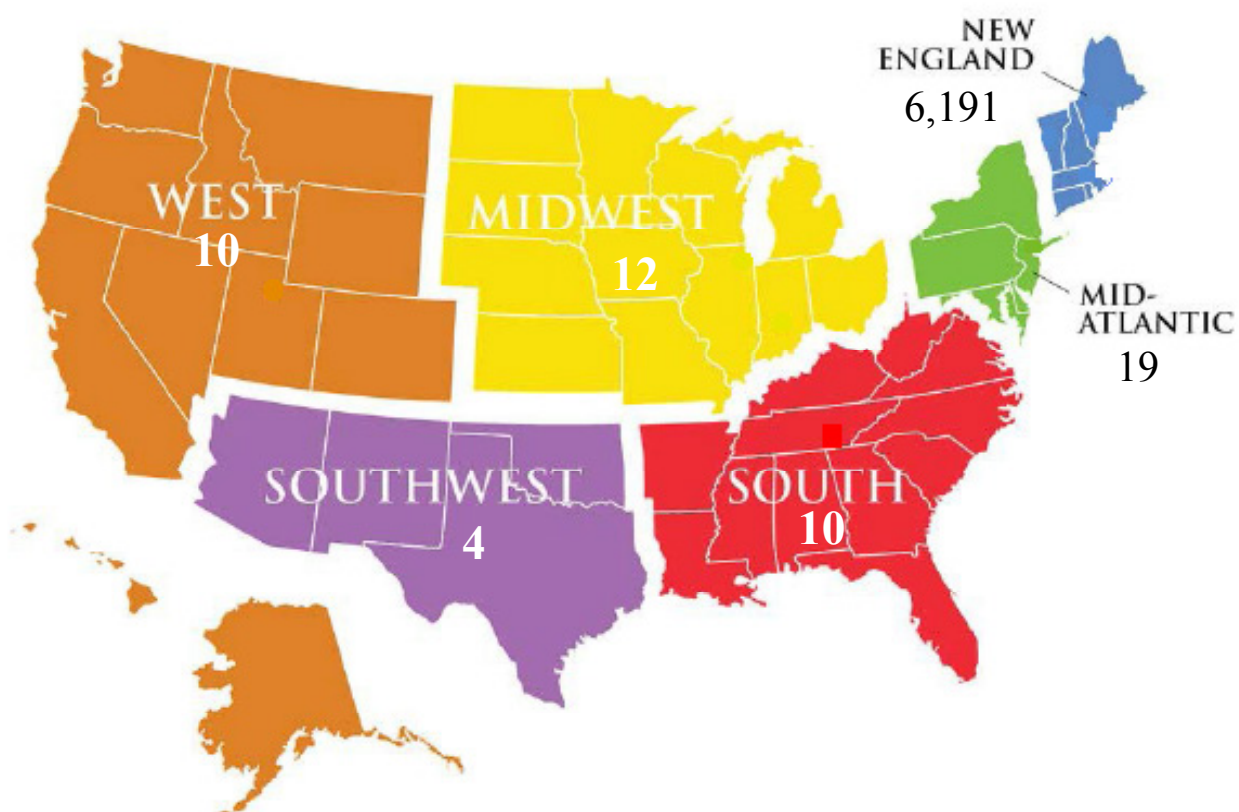 NEW
ENGLAND
6,191
WEST
10
MIDWEST
12
MID-
ATLANTIC
19
SOUTHWEST
4
SOUTH
10